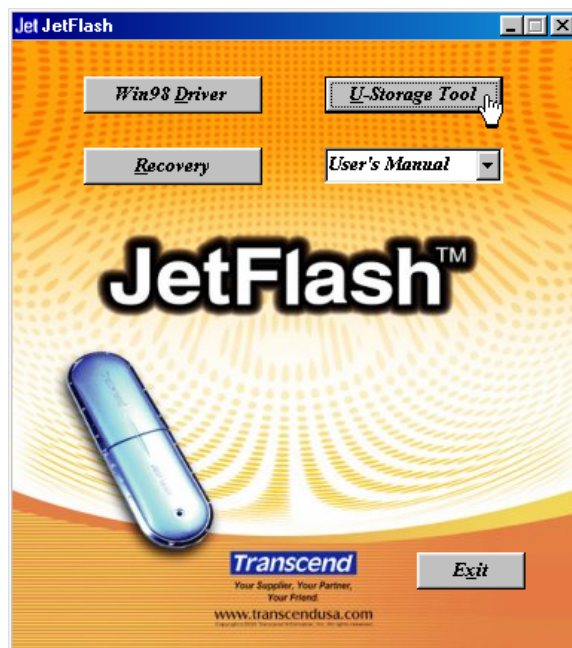 Jet JetFlash
Win98 Driver
U-Storage Tool
Recovery
User's Manual
JetFlash™
Transcend
Transcend
Your Supplier, Your Partner,
Your Friend.
www.transcendusa.com
Exit